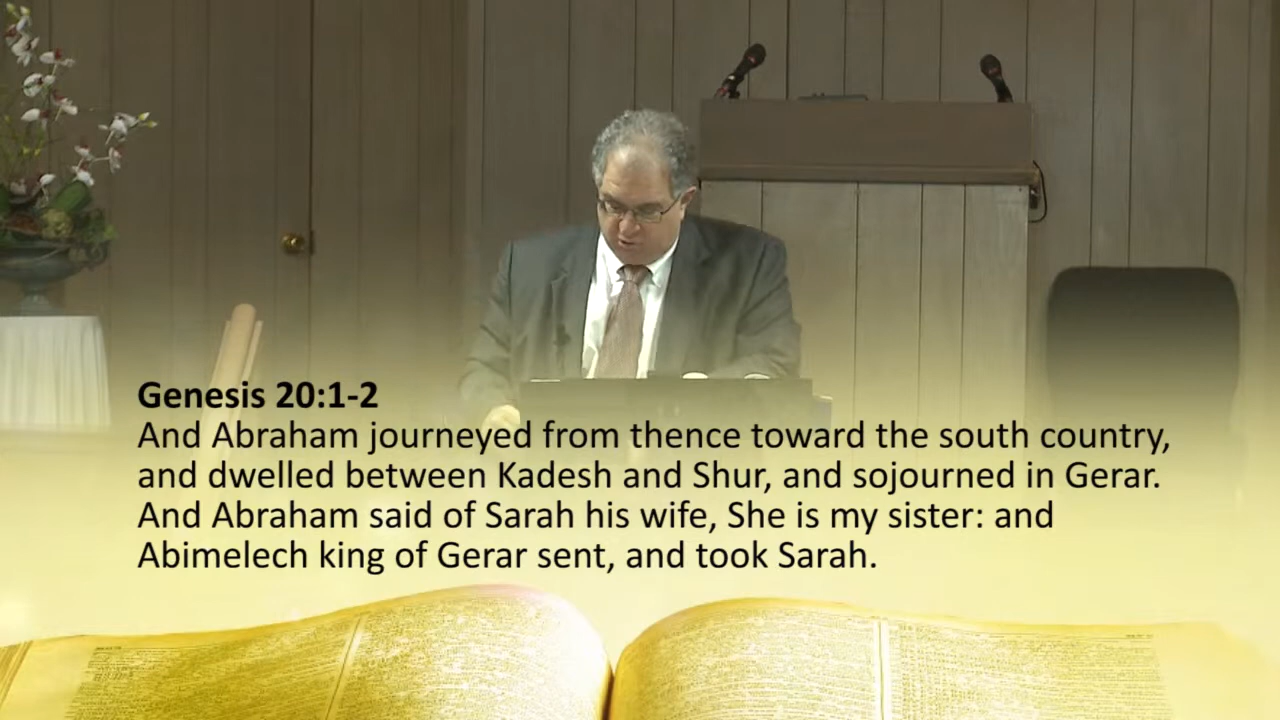 Genesis 20:1-2
And Abraham journeyed from thence toward the south country,
and dwelled between Kadesh and Shur, and sojourned in Gerar.
And Abraham said of Sarah his wife, She is my sister: and
Abimelech king of Gerar sent, and took Sarah.